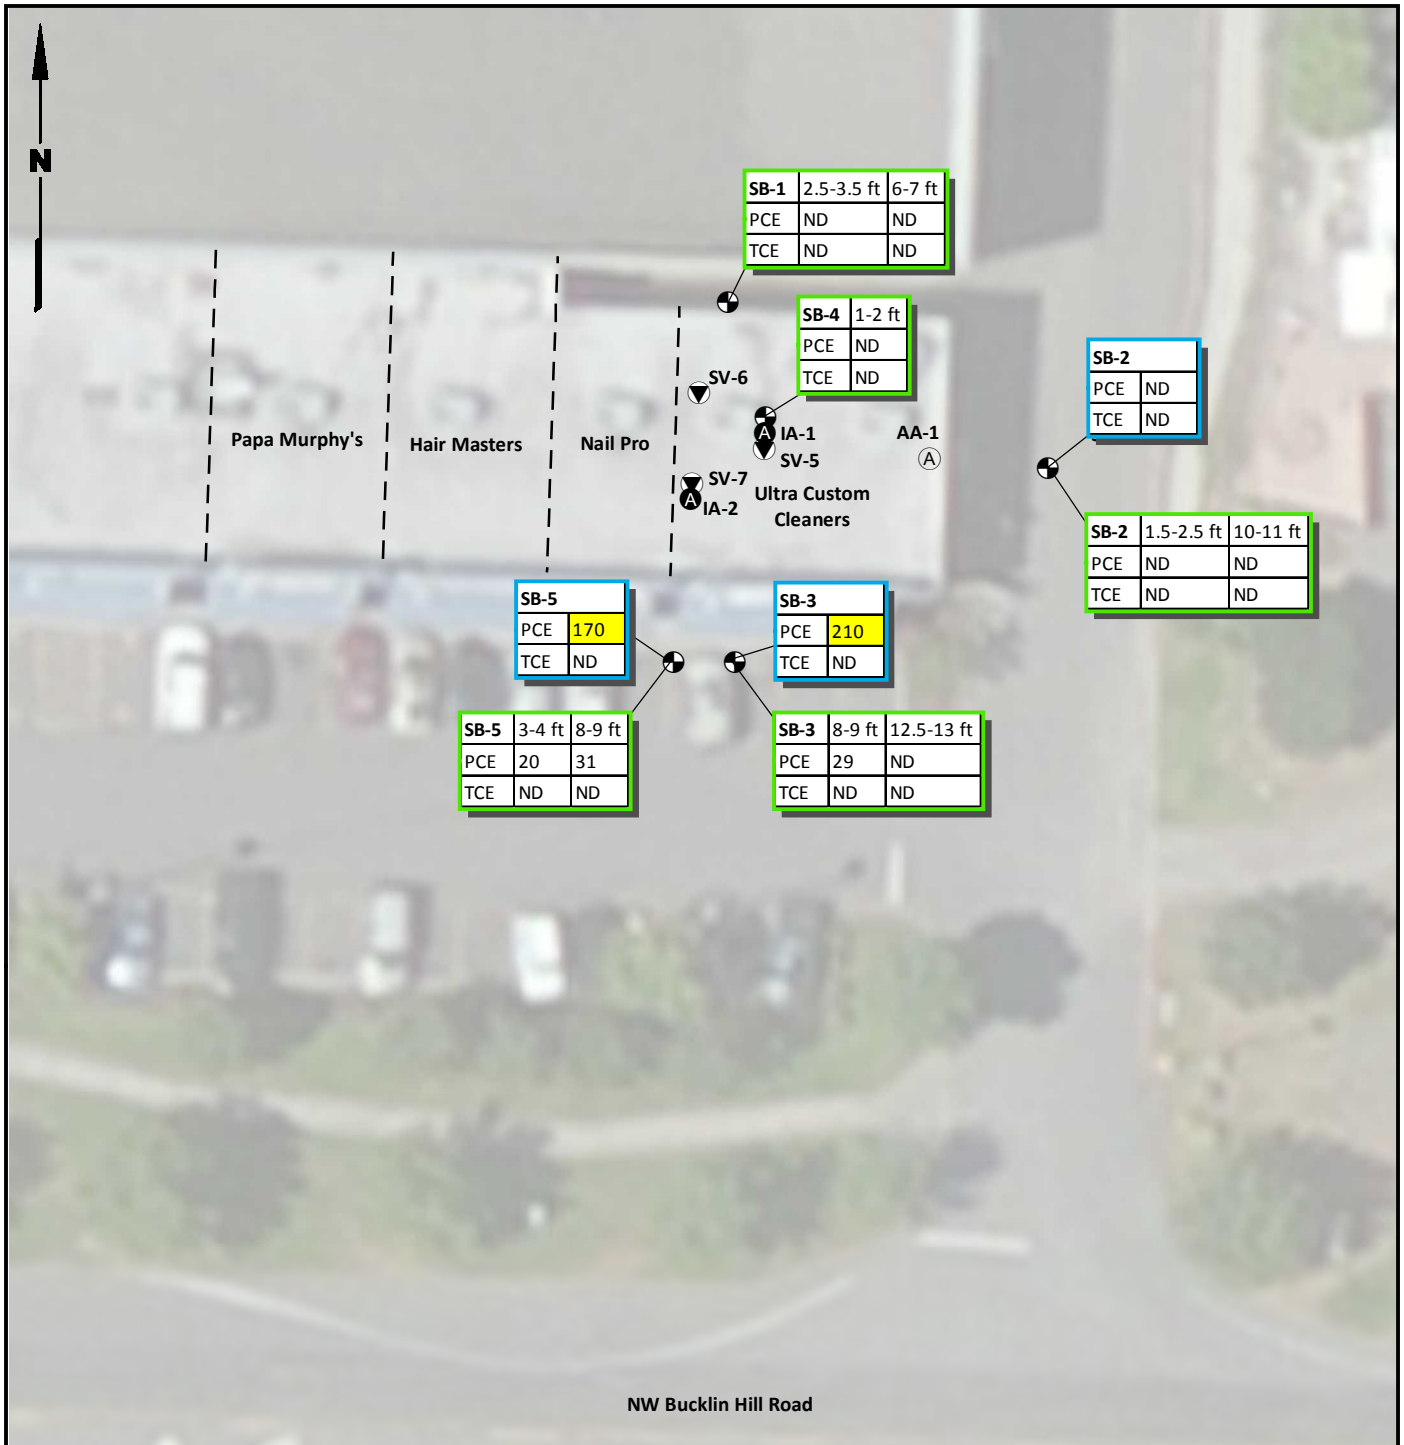 N
SB-1 2.5-3.5 ft 6-7 ft
PCE ND ND
TCE ND ND
SB-4 1-2 ft
PCE ND
TCE ND
SB-2
PCE ND
TCE ND
SV-6
Papa Murphy's
Hair Masters
Nail Pro
A IA-1
SV-5
AA-1
A
SV-7
A IA-2
Ultra Custom
Cleaners
SB-2 1.5-2.5 ft 10-11 ft
PCE ND ND
TCE ND ND
SB-5
PCE 170
TCE ND
SB-3
PCE 210
TCE ND
SB-5 3-4 ft 8-9 ft
PCE 20 31
TCE ND ND
SB-3 8-9 ft 12.5-13 ft
PCE 29 ND
TCE ND ND
NW Bucklin Hill Road